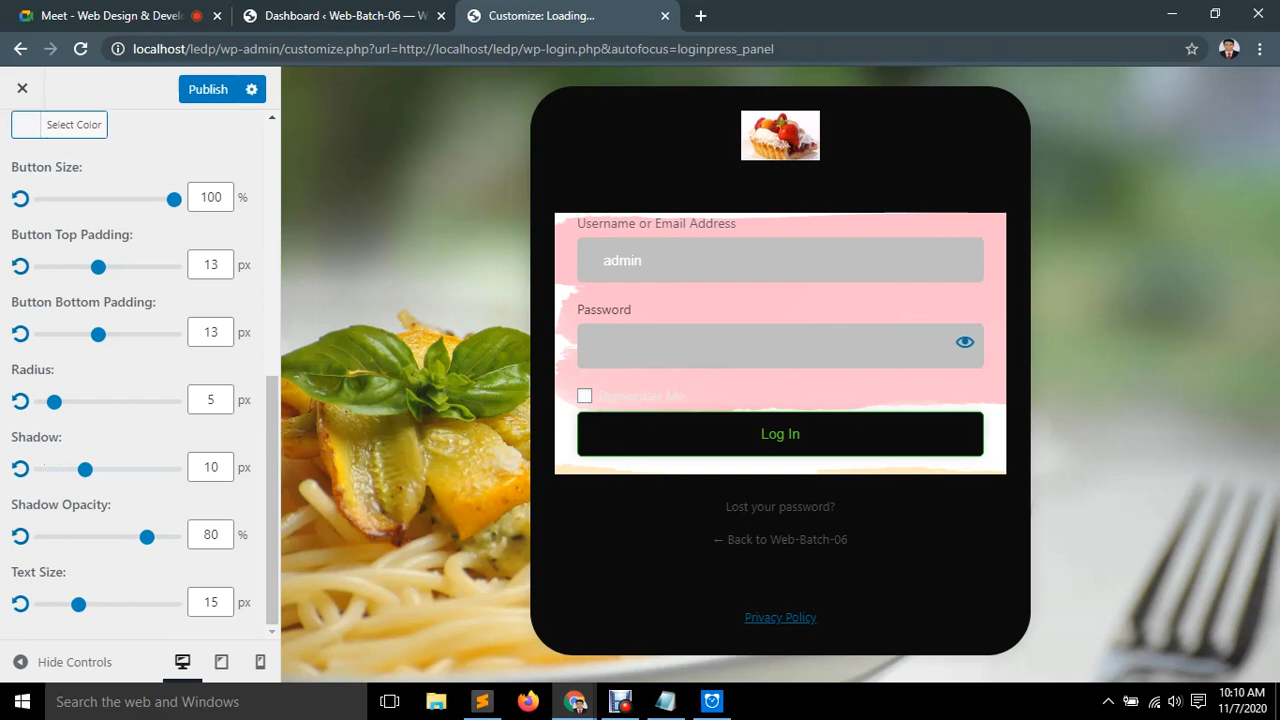 Meet - Web Design & Devel
Dashboard ‹ Web-Batch-06 — W
Customize: Loading...
localhost/ledp/wp-admin/customize.php?url=http://localhost/ledp/wp-login.php&autofocus=loginpress_panel
Publish
Select Color
Button Size:
100 %
Button Top Padding:
13 px
Button Bottom Padding:
13 px
Radius:
5 px
Shadow:
10 px
Shadow Opacity:
80 %
Text Size:
15 px
Hide Controls
Username or Email Address
admin
Password
Remember Me
Log In
Lost your password?
← Back to Web-Batch-06
Privacy Policy
Search the web and Windows
10:10 AM
11/7/2020